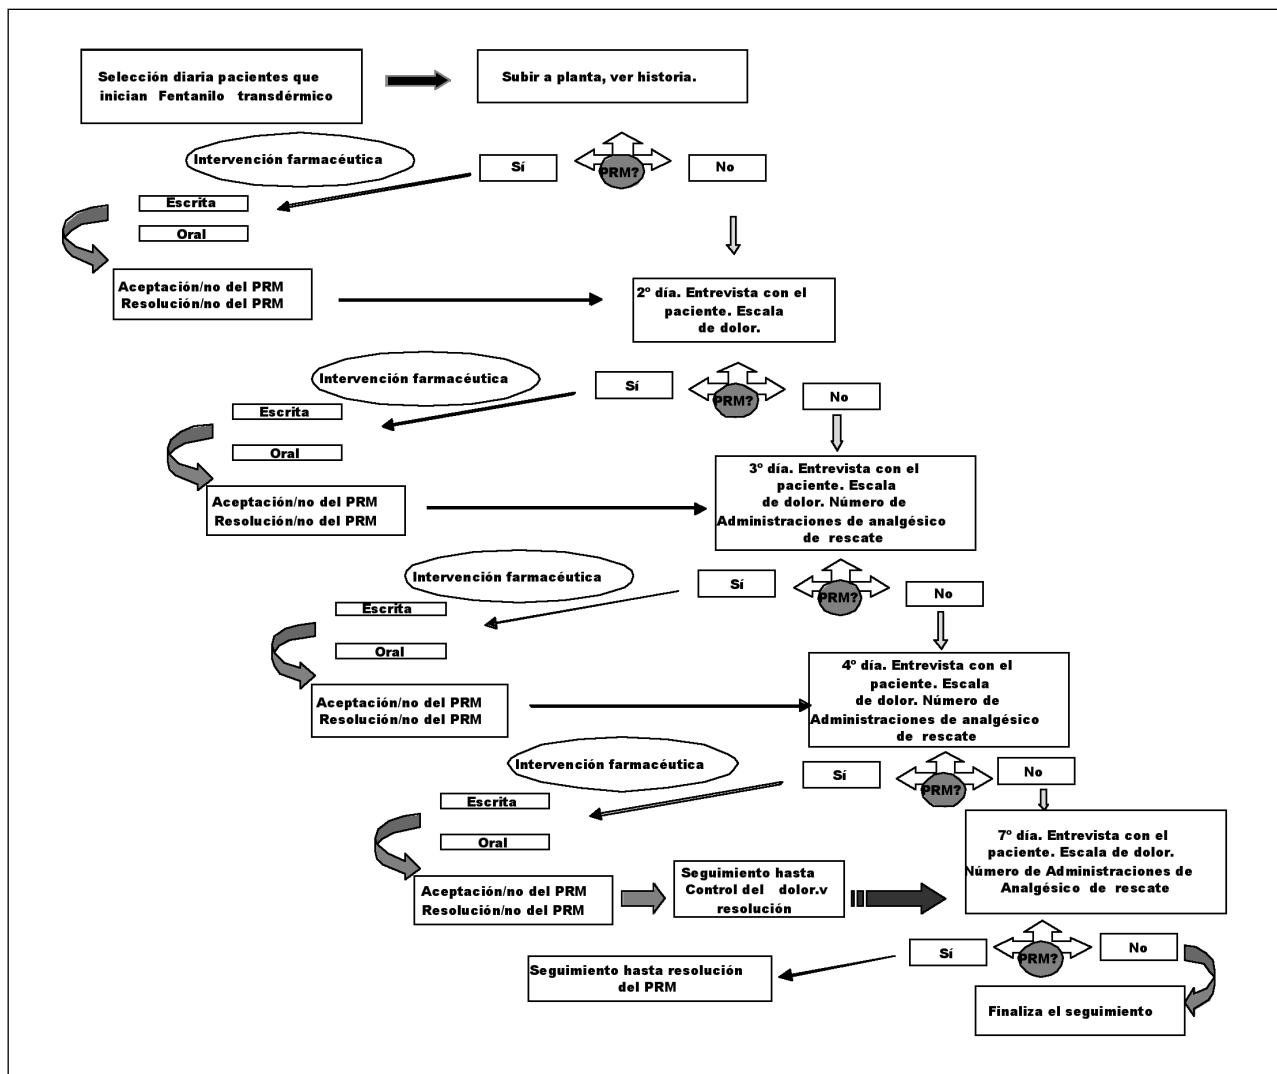 Selección diaria pacientes que
inician Fentanilo transdérmico
Subir a planta, ver historia.
Intervención farmacéutica
Sí
PRM?
No
Escrita
Oral
Aceptación/no del PRM
Resolución/no del PRM
2º día. Entrevista con el
paciente. Escala
de dolor.
Intervención farmacéutica
Sí
PRM?
No
Escrita
Oral
Aceptación/no del PRM
Resolución/no del PRM
3º día. Entrevista con el
paciente. Escala
de dolor. Número de
Administraciones de analgésico
de rescate
Intervención farmacéutica
Sí
PRM?
No
Escrita
Oral
Aceptación/no del PRM
Resolución/no del PRM
4º día. Entrevista con el
paciente. Escala
de dolor. Número de
Administraciones de analgésico
de rescate
Intervención farmacéutica
Sí
PRM?
No
Escrita
Oral
Aceptación/no del PRM
Resolución/no del PRM
Seguimiento hasta
Control del dolor.v
resolución
7º día. Entrevista con el
paciente. Escala de dolor.
Número de Administraciones de
Analgésico de rescate
Sí
PRM?
No
Seguimiento hasta resolución
del PRM
Finaliza el seguimiento